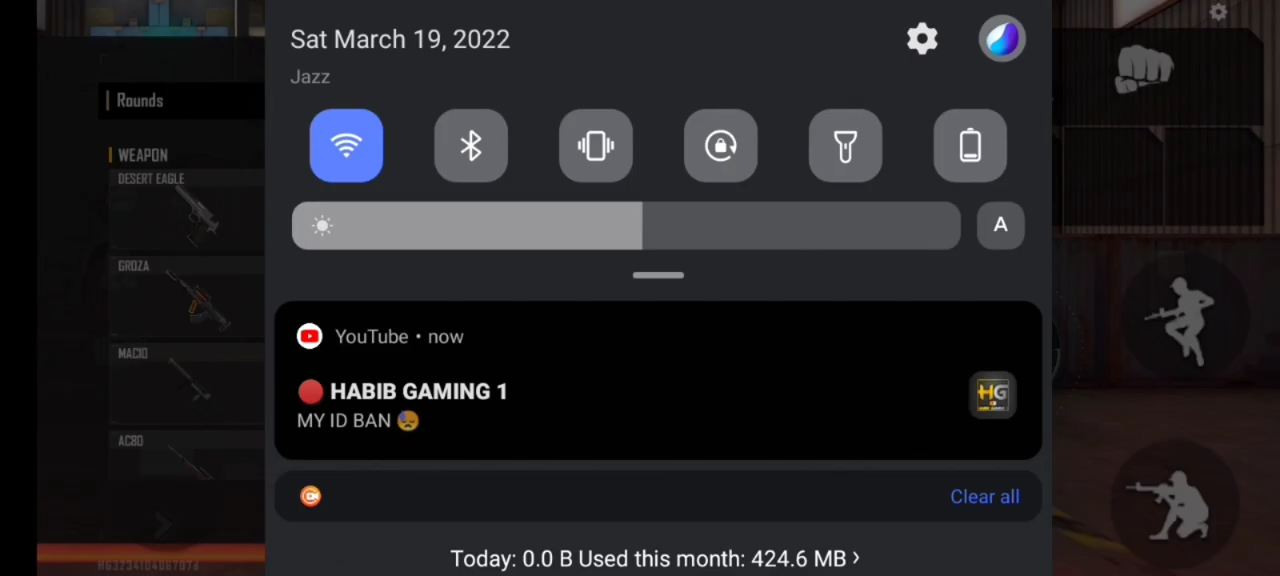 Sat March 19, 2022
Jazz
A
YouTube • now
HABIB GAMING 1
MY ID BAN
HG
Clear all
Today: 0.0 B Used this month: 424.6 MB
Rounds
WEAPON
DESERT EAGLE
GROZA
MAC10
AC80